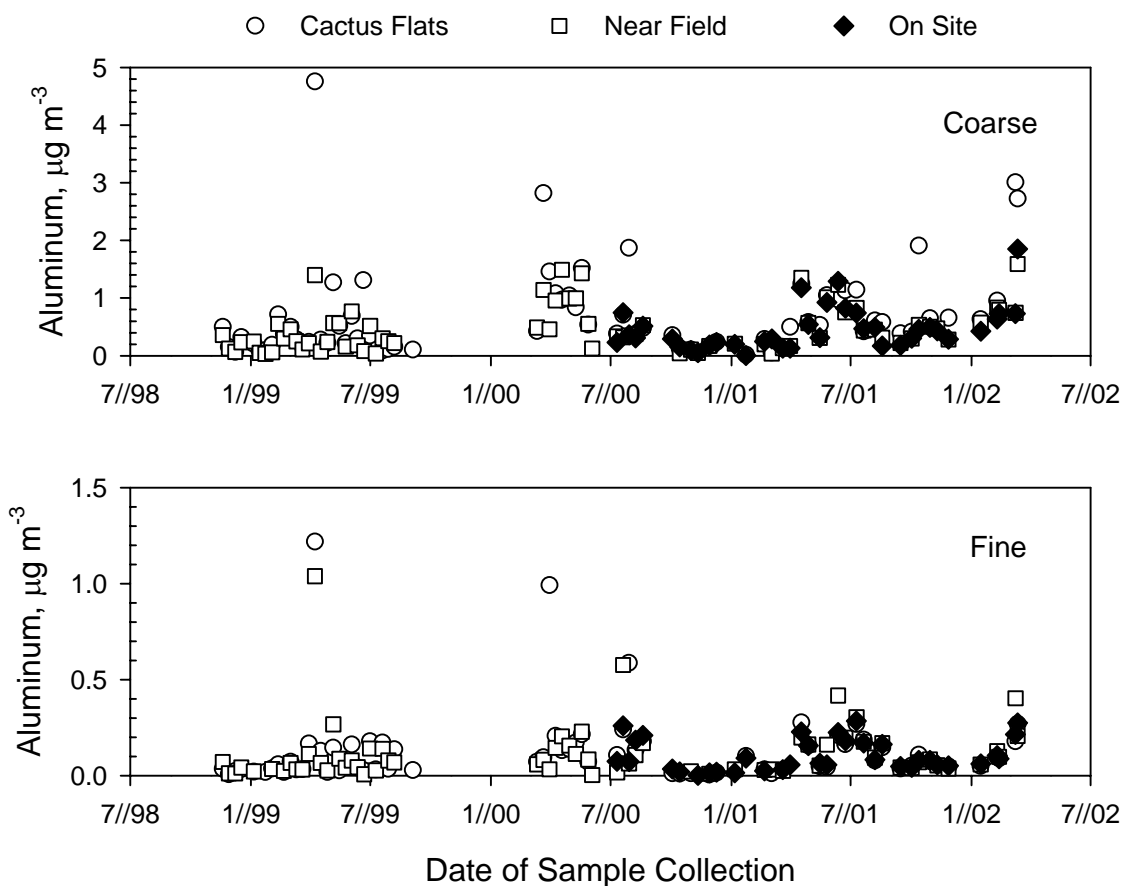 Cactus Flats Near Field On Site
Aluminum, μg m-3
5
4
3
2
1
0
Coarse
7//98 1//99 7//99 1//00 7//00 1//01 7//01 1//02 7//02
Aluminum, μg m-3
1.5
1.0
0.5
0.0
Fine
7//98 1//99 7//99 1//00 7//00 1//01 7//01 1//02 7//02
Date of Sample Collection